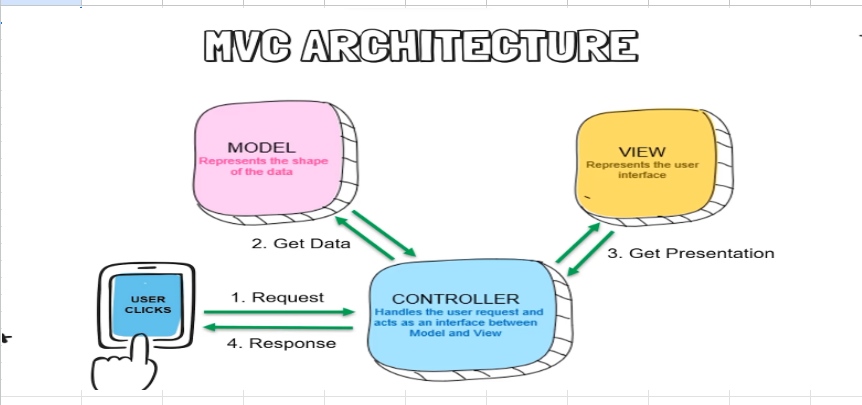 MVC ARCHITECTURE
MODEL
Represents the shape
of the data
VIEW
Represents the user
interface
2. Get Data
3. Get Presentation
USER
CLICKS
1. Request
4. Response
CONTROLLER
Handles the user request and
acts as an interface between
Model and View